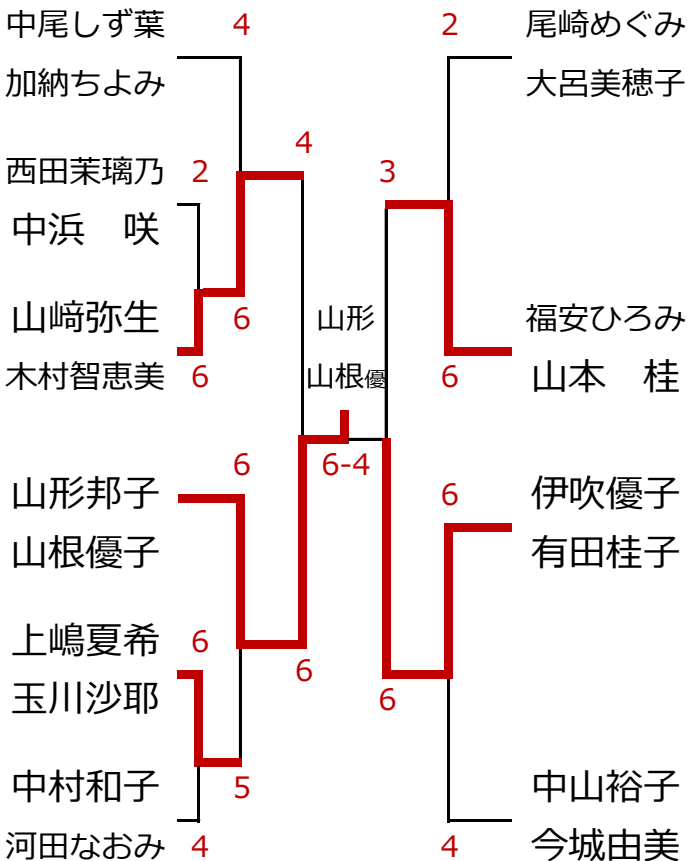 中尾しず葉
4
加納ちよみ
西田茉璃乃
2
4
中浜　咲
山﨑弥生
6
木村智恵美
6
山形邦子
6
山根優子
上嶋夏希
6
玉川沙耶
6
中村和子
5
河田なおみ
4
山形
山根優
6-4
2
尾崎めぐみ
大呂美穂子
3
福安ひろみ
6
山本　桂
6
伊吹優子
有田桂子
6
中山裕子
4
今城由美